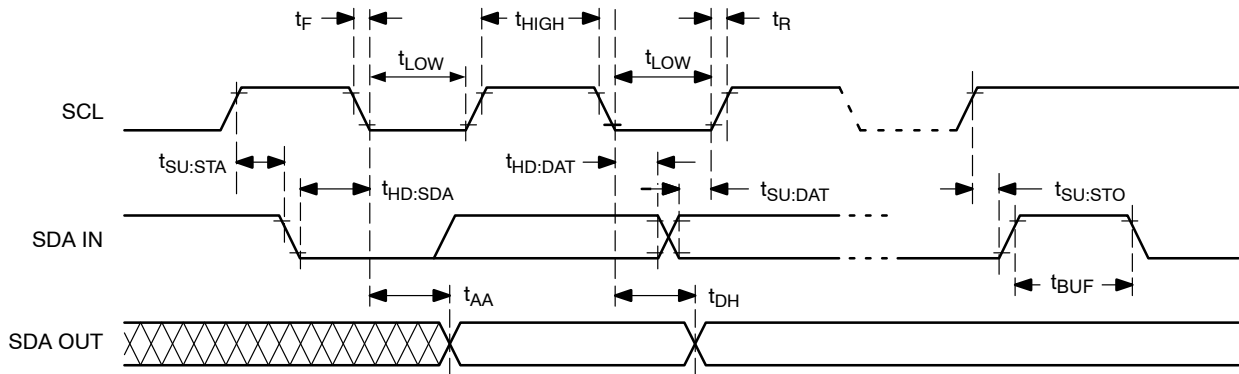 tF
tHIGH
tR
tLOW
tLOW
SCL
tSU:STA
tHD:SDA
tHD:DAT
tSU:DAT
tSU:STO
SDA IN
tBUF
tAA
tDH
SDA OUT